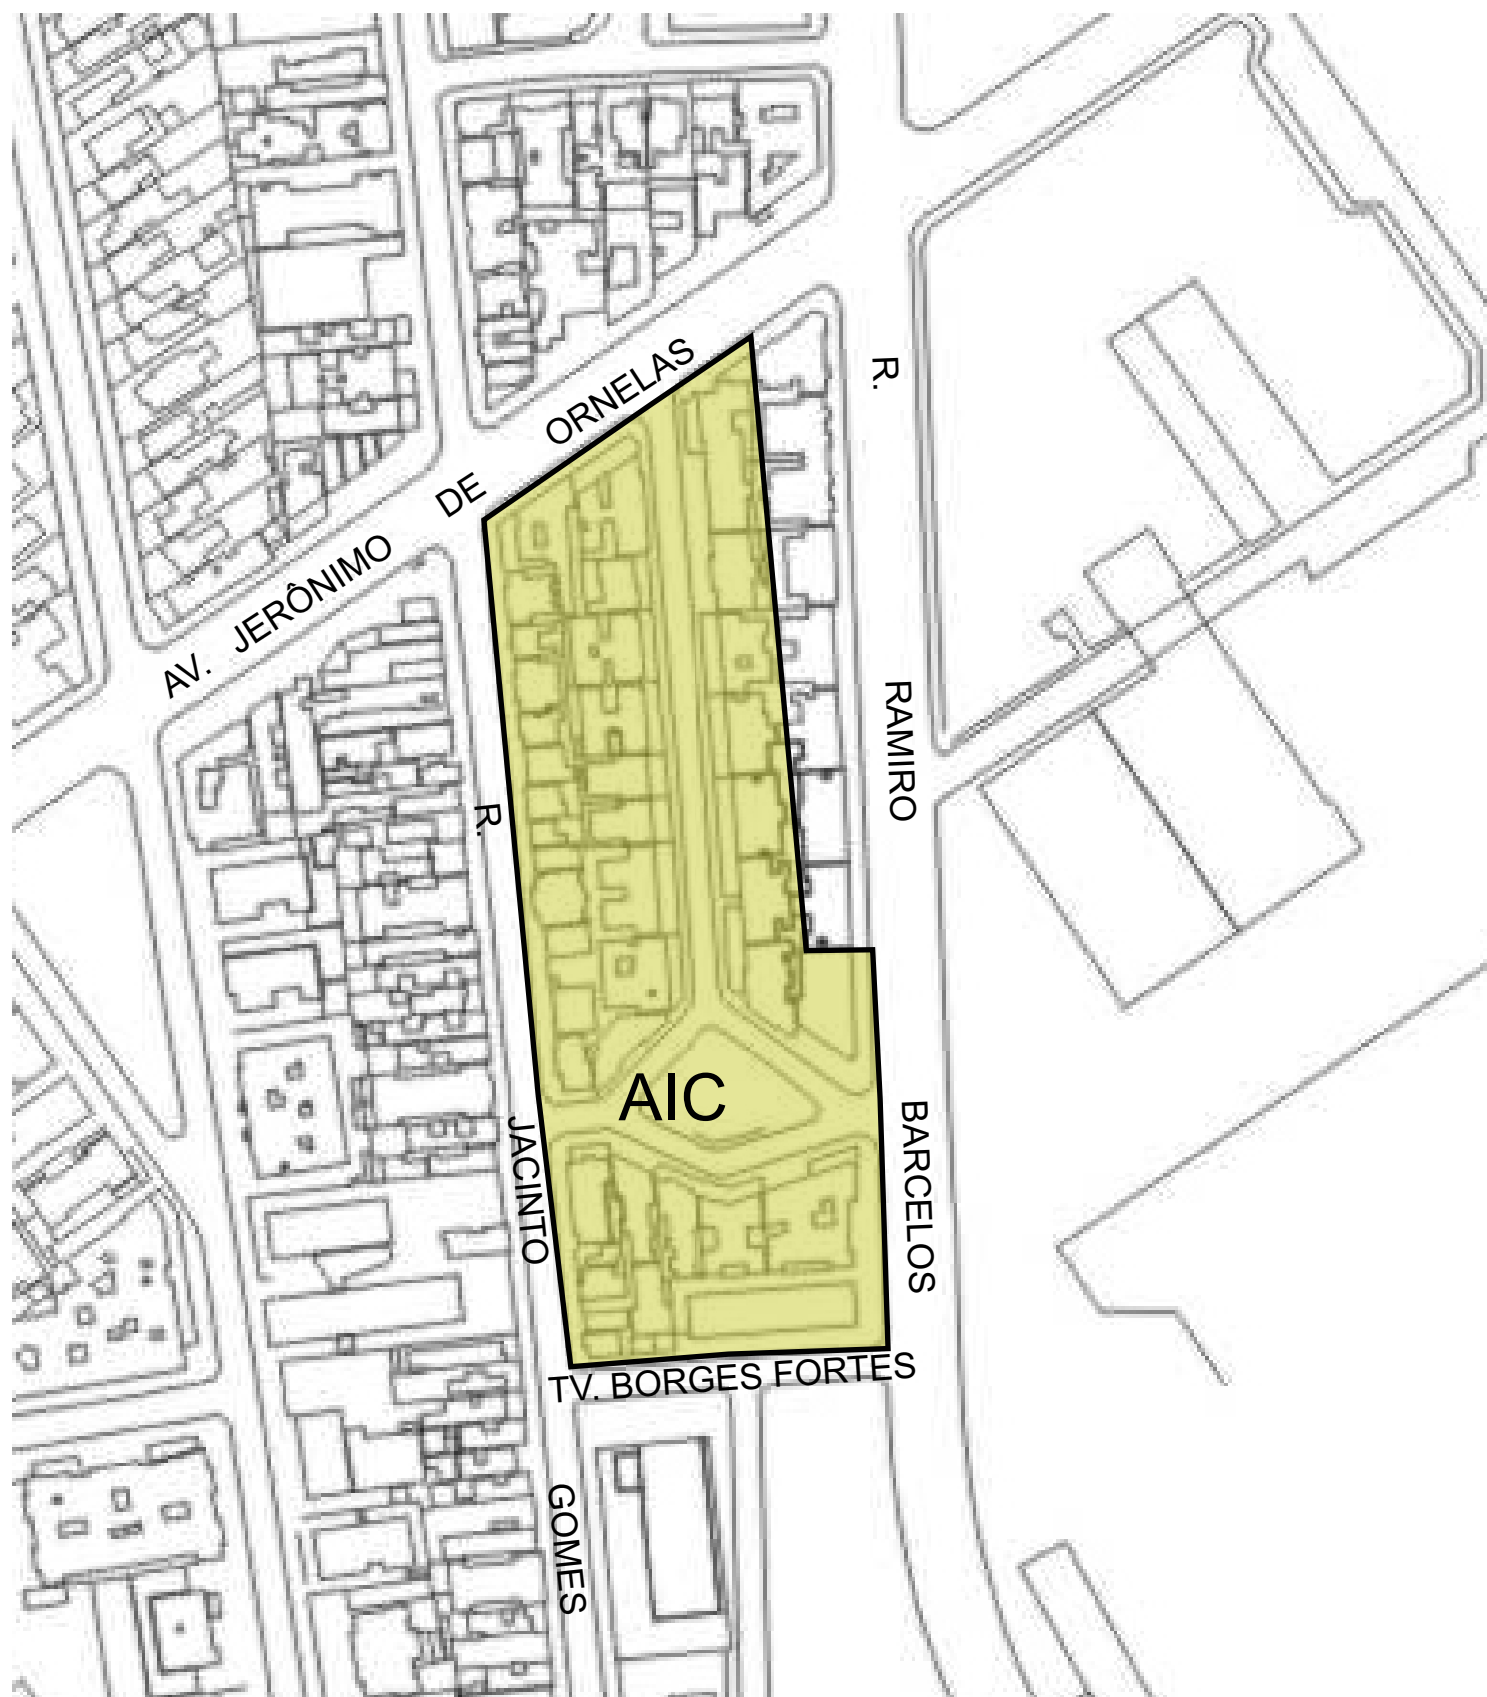 AV. JERÔNIMO DE ORNELAS
R. RAMIRO BARCELOS
R. JACINTO GOMES
AIC
TV. BORGES FORTES